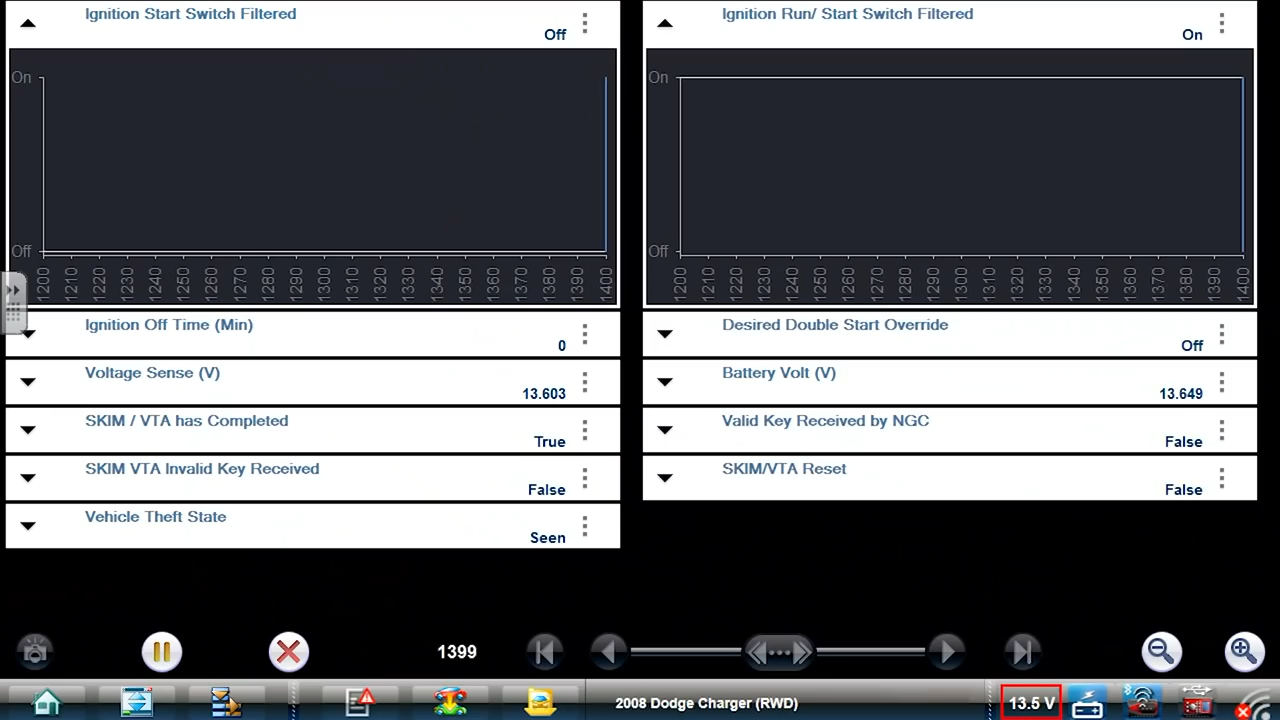 Ignition Start Switch Filtered
Off
On
Off
1200 1210 1220 1230 1240 1250 1260 1270 1280 1290 1300 1310 1320 1330 1340 1350 1360 1370 1380 1390 1400
Ignition Run/ Start Switch Filtered
On
On
Off
1200 1210 1220 1230 1240 1250 1260 1270 1280 1290 1300 1310 1320 1330 1340 1350 1360 1370 1380 1390 1400
Ignition Off Time (Min)
0
Desired Double Start Override
Off
Voltage Sense (V)
13.603
Battery Volt (V)
13.649
SKIM / VTA has Completed
True
Valid Key Received by NGC
False
SKIM VTA Invalid Key Received
False
SKIM/VTA Reset
False
Vehicle Theft State
Seen
1399
2008 Dodge Charger (RWD)
13.5 V